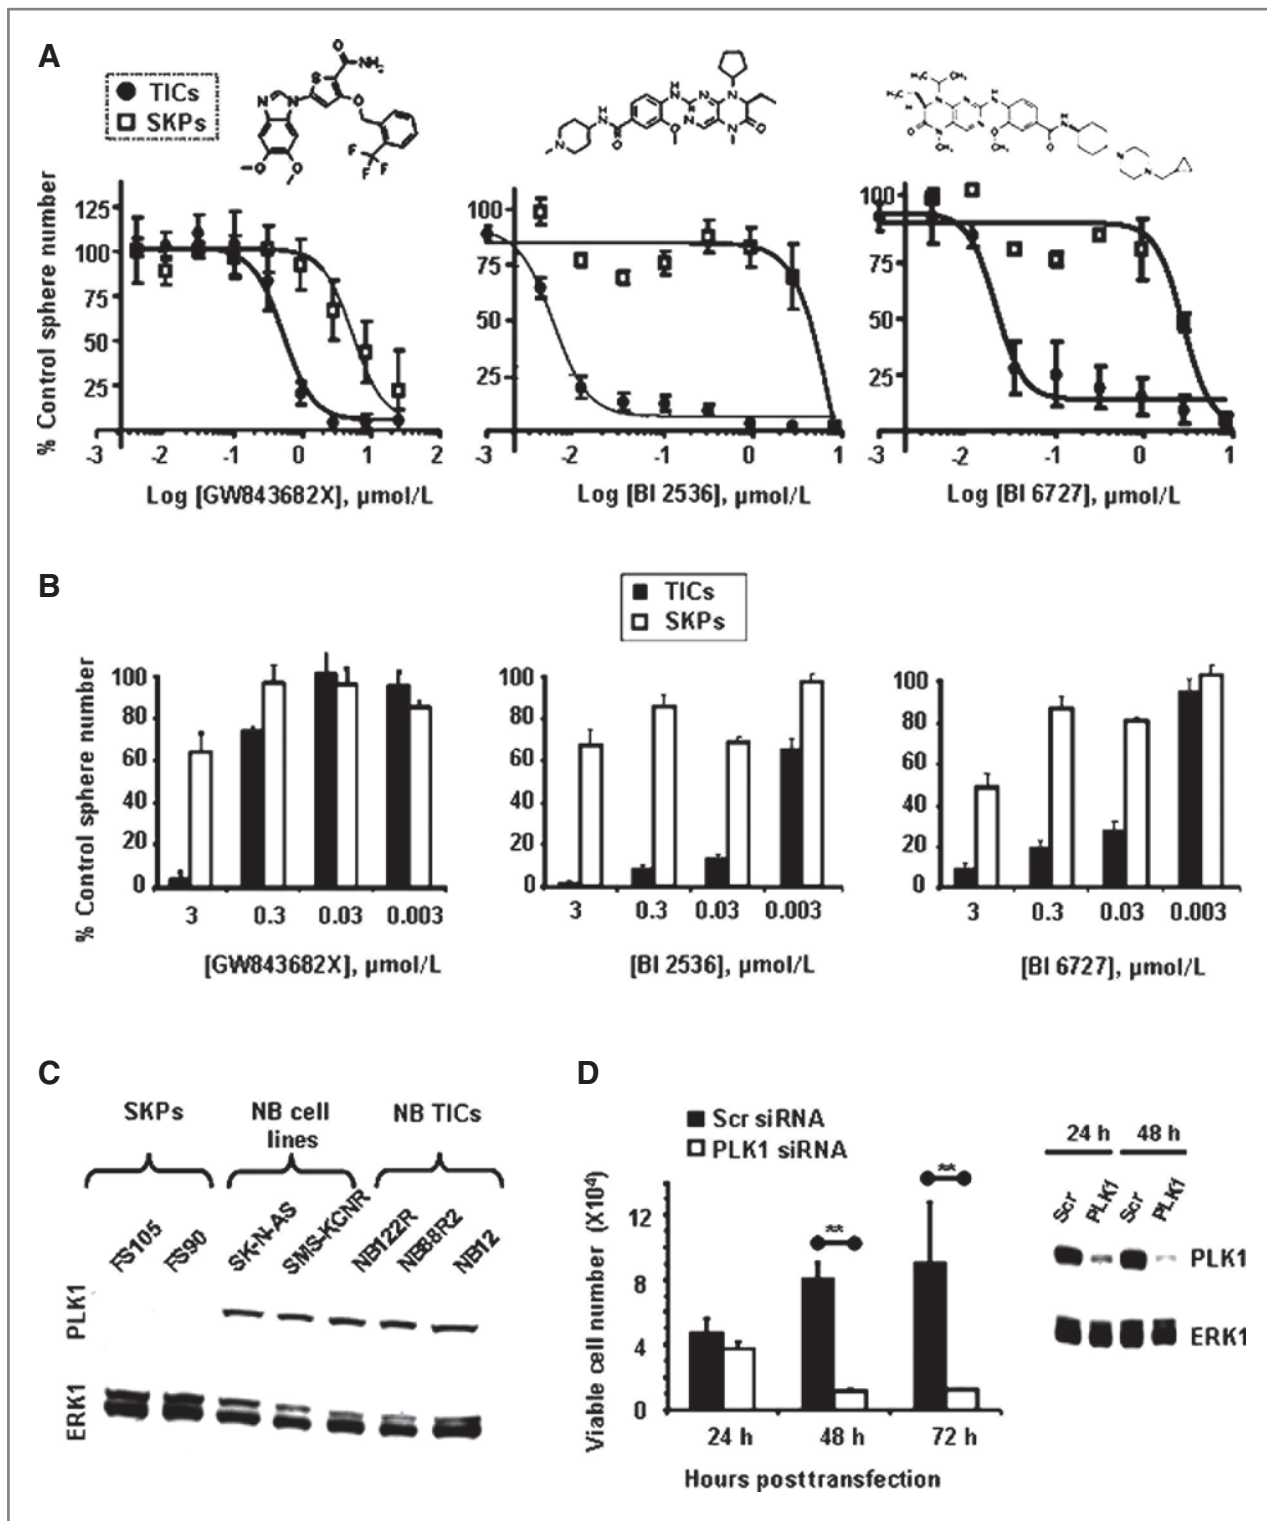 A
TICs
SKPs
% Control sphere number
125
100
75
50
25
-3 -2 -1 0 1 2
Log [GW843682X], µmol/L
100
75
50
25
-3 -2 -1 0 1
Log [BI 2536], µmol/L
100
75
50
25
-3 -2 -1 0 1
Log [BI 6727], µmol/L
B
TICs
SKPs
% Control sphere number
100
80
60
40
20
0
3 0.3 0.03 0.003
[GW843682X], µmol/L
100
80
60
40
20
0
3 0.3 0.03 0.003
[BI 2536], µmol/L
100
80
60
40
20
0
3 0.3 0.03 0.003
[BI 6727], µmol/L
C
SKPs
NB cell
lines
NB TICs
FS105
FS90
SK-N-AS
SMS-KCNR
NB122R
NB88R2
NB12
PLK1
ERK1
D
Scr siRNA
PLK1 siRNA
Viable cell number (X10⁴)
12
8
4
0
**
**
24 h 48 h 72 h
Hours posttransfection
24 h 48 h
Scr PLK1 Scr PLK1
PLK1
ERK1